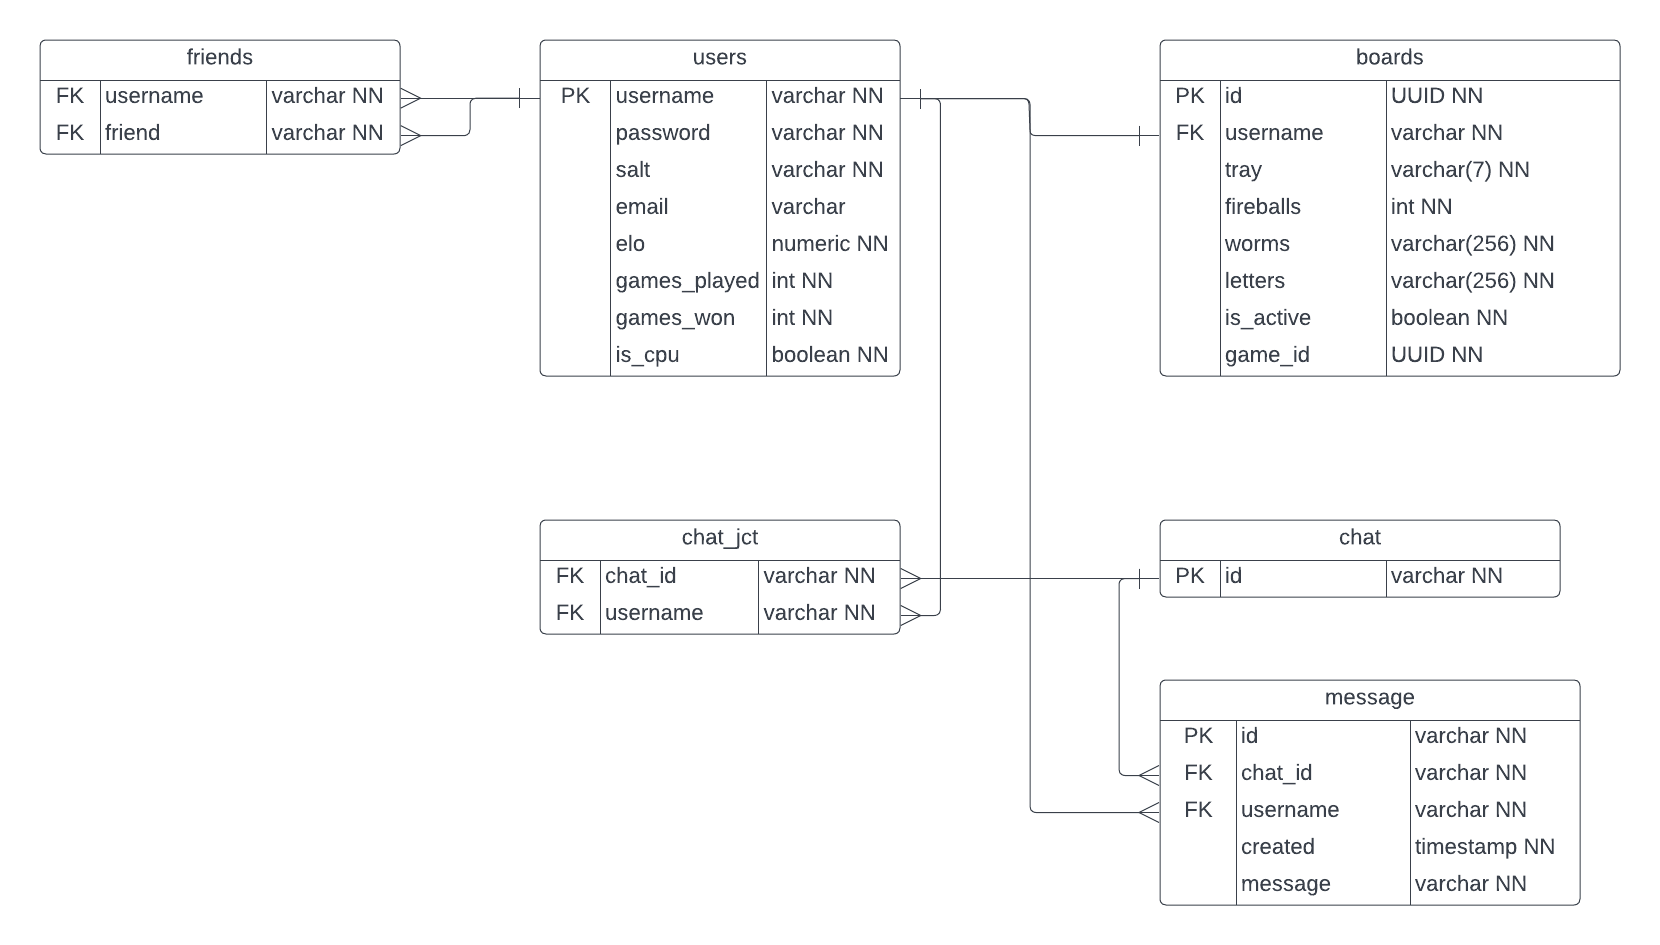 friends
FK username varchar NN
FK friend varchar NN
users
PK username varchar NN
password varchar NN
salt varchar NN
email varchar
elo numeric NN
games_played int NN
games_won int NN
is_cpu boolean NN
boards
PK id UUID NN
FK username varchar NN
tray varchar(7) NN
fireballs int NN
worms varchar(256) NN
letters varchar(256) NN
is_active boolean NN
game_id UUID NN
chat_jct
FK chat_id varchar NN
FK username varchar NN
chat
PK id varchar NN
message
PK id varchar NN
FK chat_id varchar NN
FK username varchar NN
created timestamp NN
message varchar NN